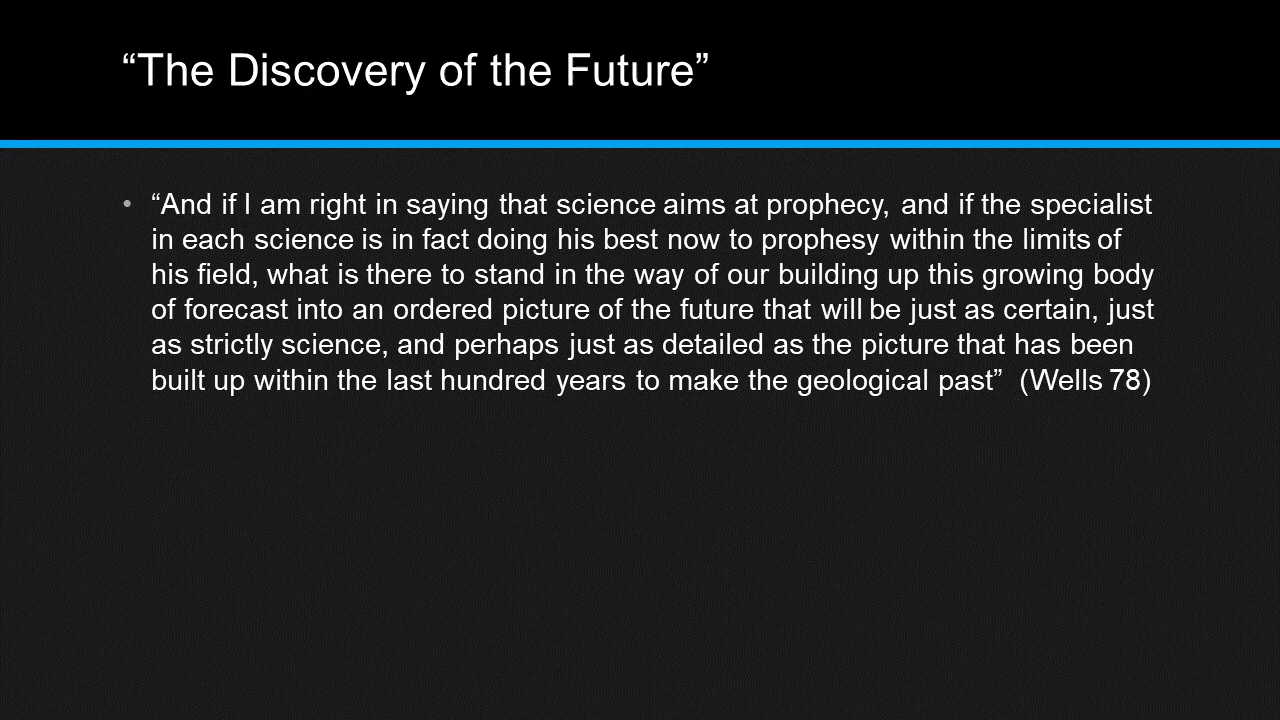 “The Discovery of the Future”
• “And if I am right in saying that science aims at prophecy, and if the specialist
in each science is in fact doing his best now to prophesy within the limits of
his field, what is there to stand in the way of our building up this growing body
of forecast into an ordered picture of the future that will be just as certain, just
as strictly science, and perhaps just as detailed as the picture that has been
built up within the last hundred years to make the geological past”  (Wells 78)